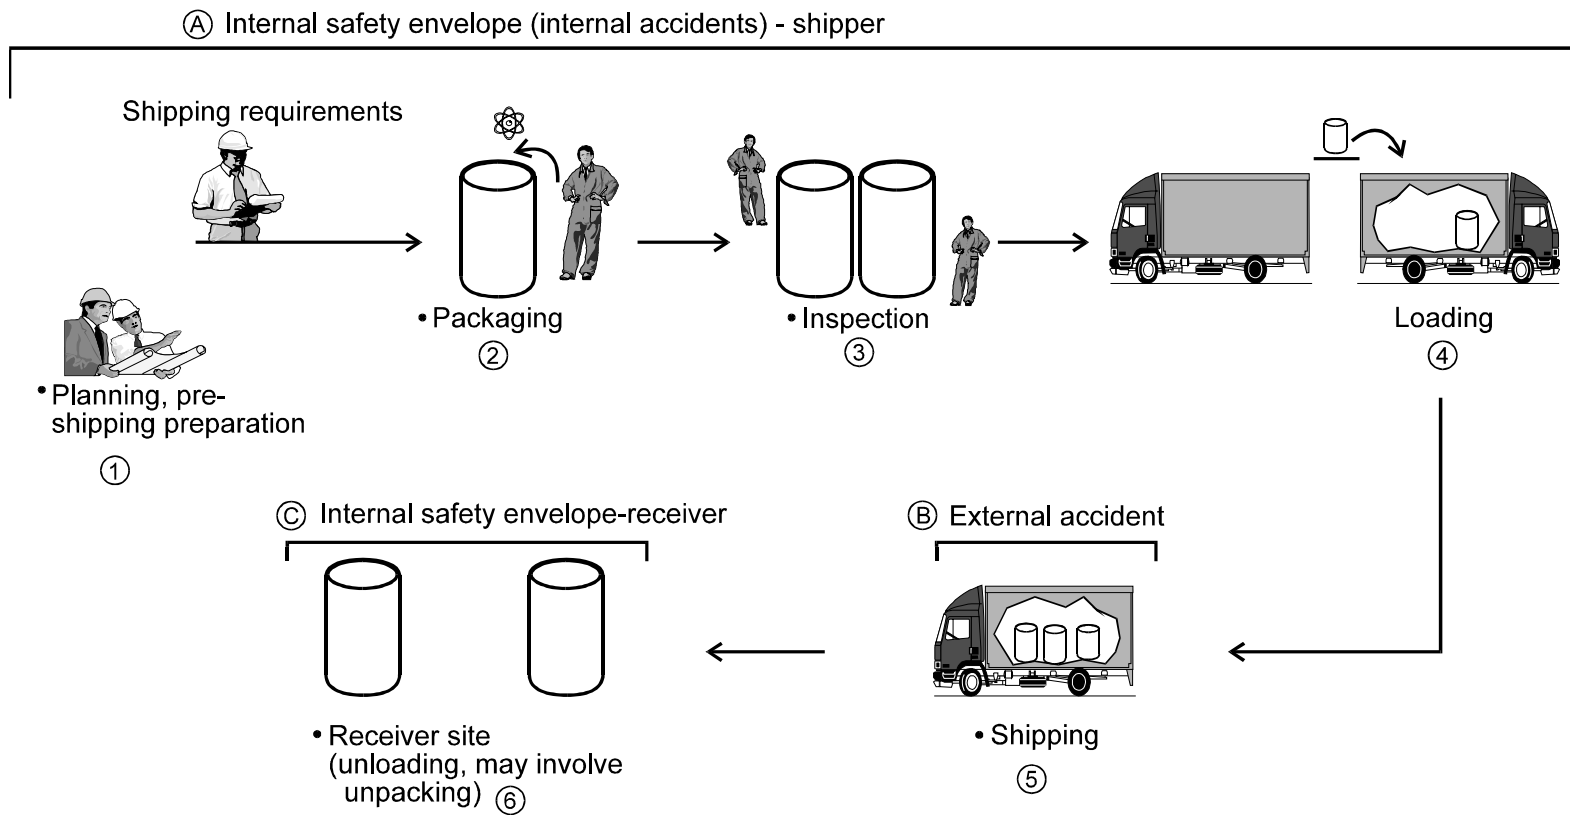 Ⓐ Internal safety envelope (internal accidents) - shipper
Shipping requirements
• Packaging
②
• Inspection
③
Loading
④
• Planning, pre-
shipping preparation
①
Ⓒ Internal safety envelope-receiver
Ⓑ External accident
• Receiver site
(unloading, may involve
unpacking) ⑥
• Shipping
⑤